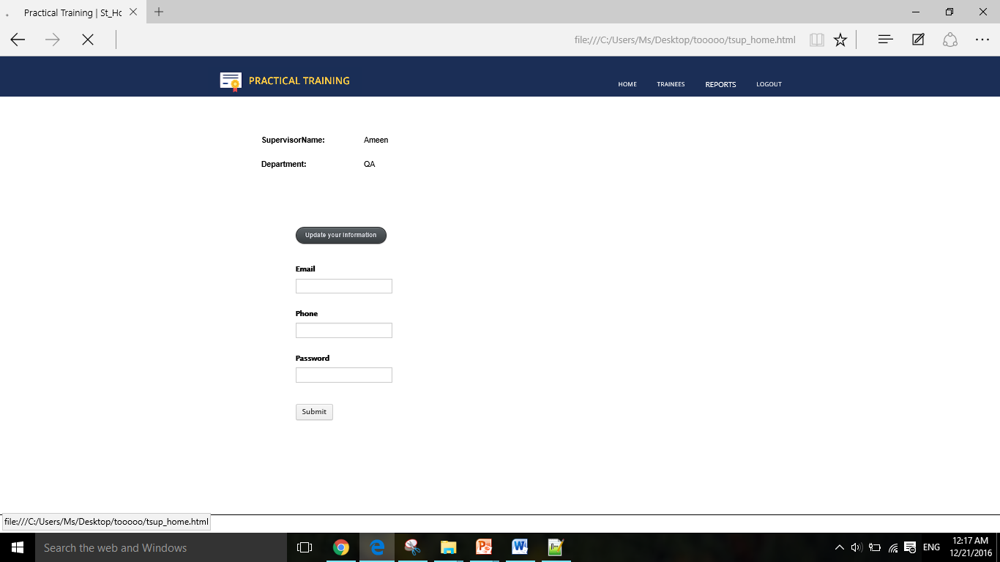 Practical Training | St_Ho
file:///C:/Users/Ms/Desktop/tooooo/tsup_home.html
PRACTICAL TRAINING
HOME TRAINEES REPORTS LOGOUT
SupervisorName: Ameen
Department: QA
Update your information
Email
Phone
Password
Submit
file:///C:/Users/Ms/Desktop/tooooo/tsup_home.html
Search the web and Windows
ENG
12:17 AM
12/21/2016